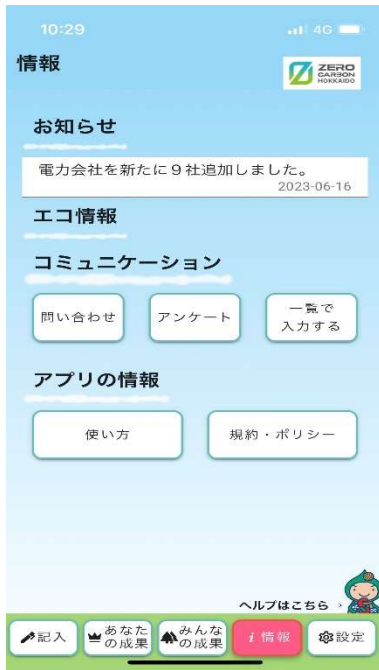 10:29
4G
情報
ZERO
CARBON
HOKKAIDO
お知らせ
電力会社を新たに9社追加しました。
2023-06-16
エコ情報
コミュニケーション
問い合わせ
アンケート
一覧で
入力する
アプリの情報
使い方
規約・ポリシー
ヘルプはこちら
記入
あなた
の成果
みんな
の成果
i 情報
設定